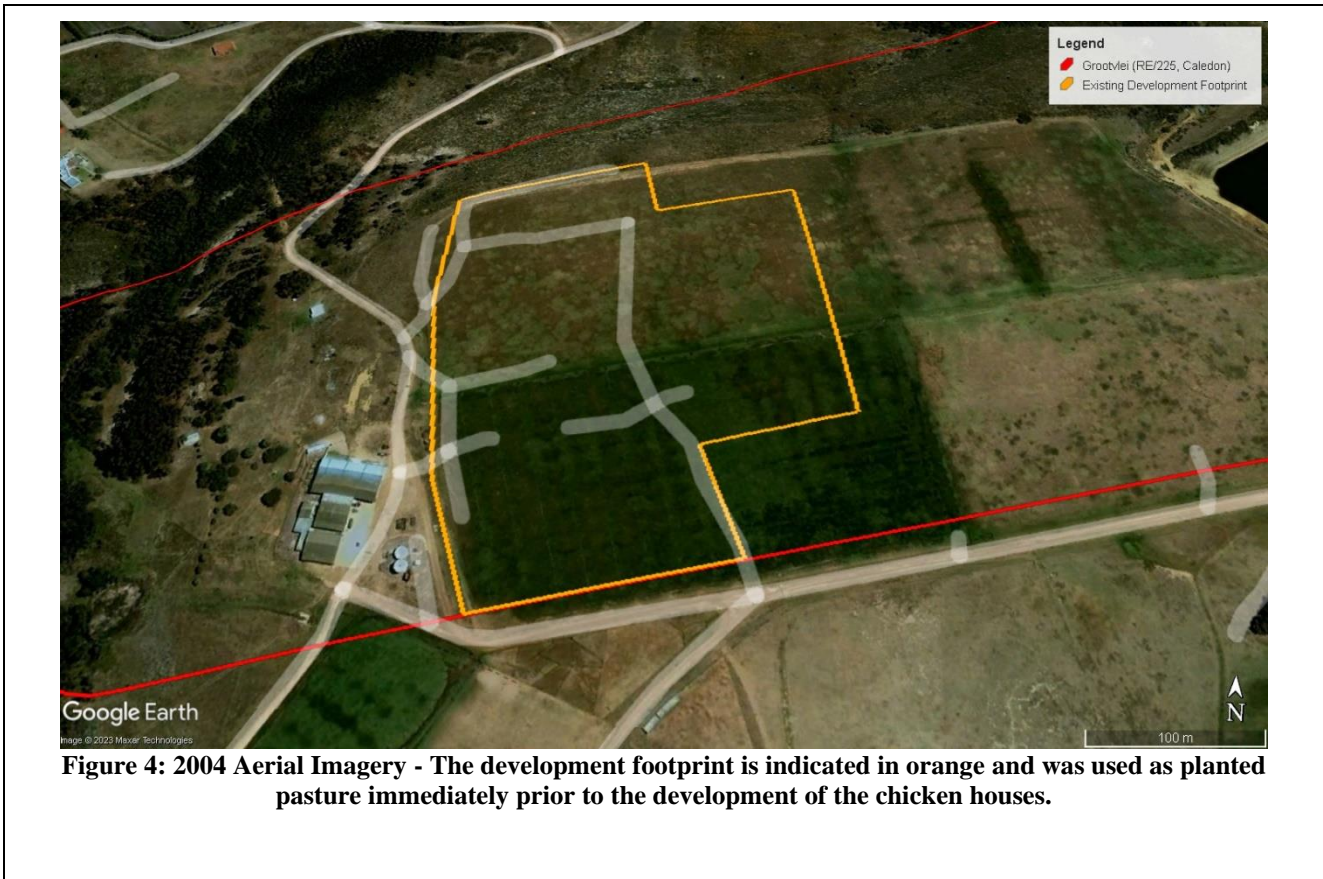 Legend
Grootvlei (RE/225, Caledon)
Existing Development Footprint
Google Earth
Image © 2023 Maxar Technologies
N
100 m
Figure 4: 2004 Aerial Imagery - The development footprint is indicated in orange and was used as planted
pasture immediately prior to the development of the chicken houses.